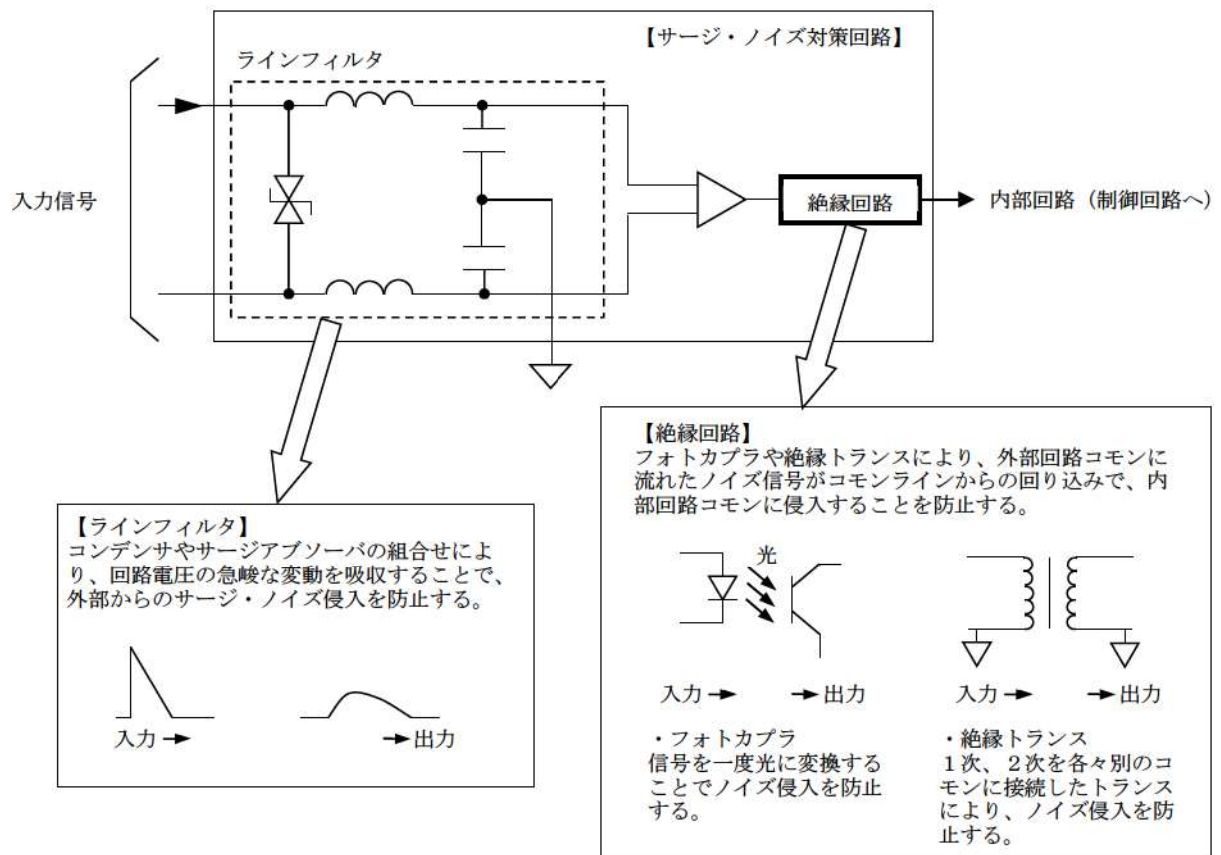 【サージ・ノイズ対策回路】
ラインフィルタ
入力信号
絶縁回路
内部回路（制御回路へ）
【ラインフィルタ】
コンデンサやサージアブソーバの組合せによ
り、回路電圧の急峻な変動を吸収することで、
外部からのサージ・ノイズ侵入を防止する。
入力
出力
【絶縁回路】
フォトカプラや絶縁トランスにより、外部回路コモンに
流れたノイズ信号がコモンラインからの回り込みで、内
部回路コモンに侵入することを防止する。
光
入力
出力
・フォトカプラ
信号を一度光に変換する
ことでノイズ侵入を防止
する。
入力
出力
・絶縁トランス
１次、２次を各々別のコ
モンに接続したトランス
により、ノイズ侵入を防
止する。